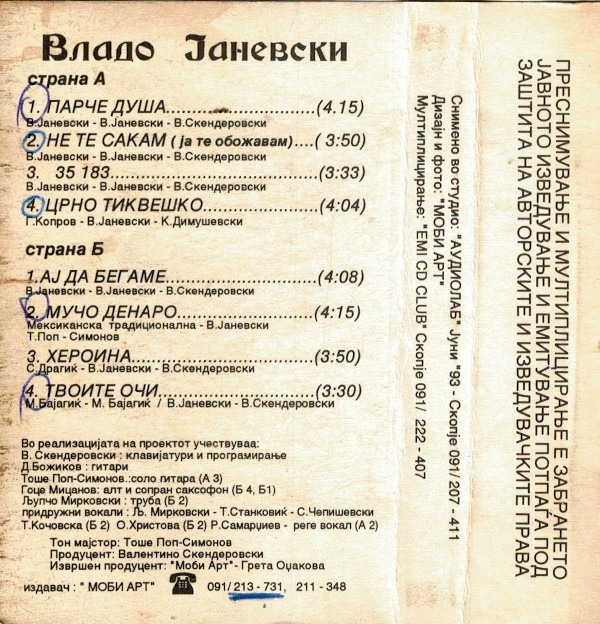 Владо Јаневски
страна А
1. ПАРЧЕ ДУША.....................(4.15)
В.Јаневски - В.Јаневски - В.Скендеровски
2. НЕ ТЕ САКАМ ( ја те обожавам)....( 3:50)
В.Јаневски - В.Јаневски - В.Скендеровски
3. 35 183..............................(3:33)
В.Јаневски - В.Јаневски - В.Скендеровски
4. ЦРНО ТИКВЕШКО................(4:04)
Г.Копров - В.Јаневски - К.Димушевски
страна Б
1.АЈ ДА БЕГАМЕ.....................(4:08)
В.Јаневски - В.Јаневски - В.Скендеровски
2. МУЧО ДЕНАРО.....................(4:15)
Мексиканска традиционална - В.Јаневски
Т.Поп - Симонов
3. ХЕРОИНА...........................(3:50)
С.Драгиќ - В.Јаневски - В.Скендеровски
4. ТВОИТЕ ОЧИ.......................(3:30)
М.Бајагиќ - М. Бајагиќ / В.Јаневски - В.Скендеровски
Во реализацијата на проектот учествуваа:
В. Скендеровски : клавијатури и програмирање
Д.Божиков : гитари
Тоше Поп-Симонов.:соло гитара (А 3)
Гоце Мицанов: алт и сопран саксофон (Б 4, Б1)
Љупчо Мирковски : труба (Б 2)
придружни вокали : Љ. Мирковски - Т.Станковиќ - С.Чепишевски
Т.Кочовска (Б 2) О.Христова (Б 2) Р.Самарџиев - реге вокал (А 2)
Тон мајстор: Тоше Поп-Симонов
Продуцент: Валентино Скендеровски
Извршен продуцент: "Моби Арт"- Грета Оџакова
издавач : " МОБИ АРТ" 091/ 213 - 731, 211 - 348
Снимено во студио: "АУДИОЛАБ" Јуни "93 - Скопје 091/ 207 - 411
Дизајн и фото: "МОБИ АРТ"
Мултиплицирање: "EMI CD CLUB" Скопје 091/ 222 - 407
ПРЕСНИМУВАЊЕ И МУЛТИПЛИЦИРАЊЕ Е ЗАБРАНЕТО
ЈАВНОТО ИЗВЕДУВАЊЕ И ЕМИТУВАЊЕ ПОТПАЃА ПОД
ЗАШТИТА НА АВТОРСКИТЕ И ИЗВЕДУВАЧКИТЕ ПРАВА